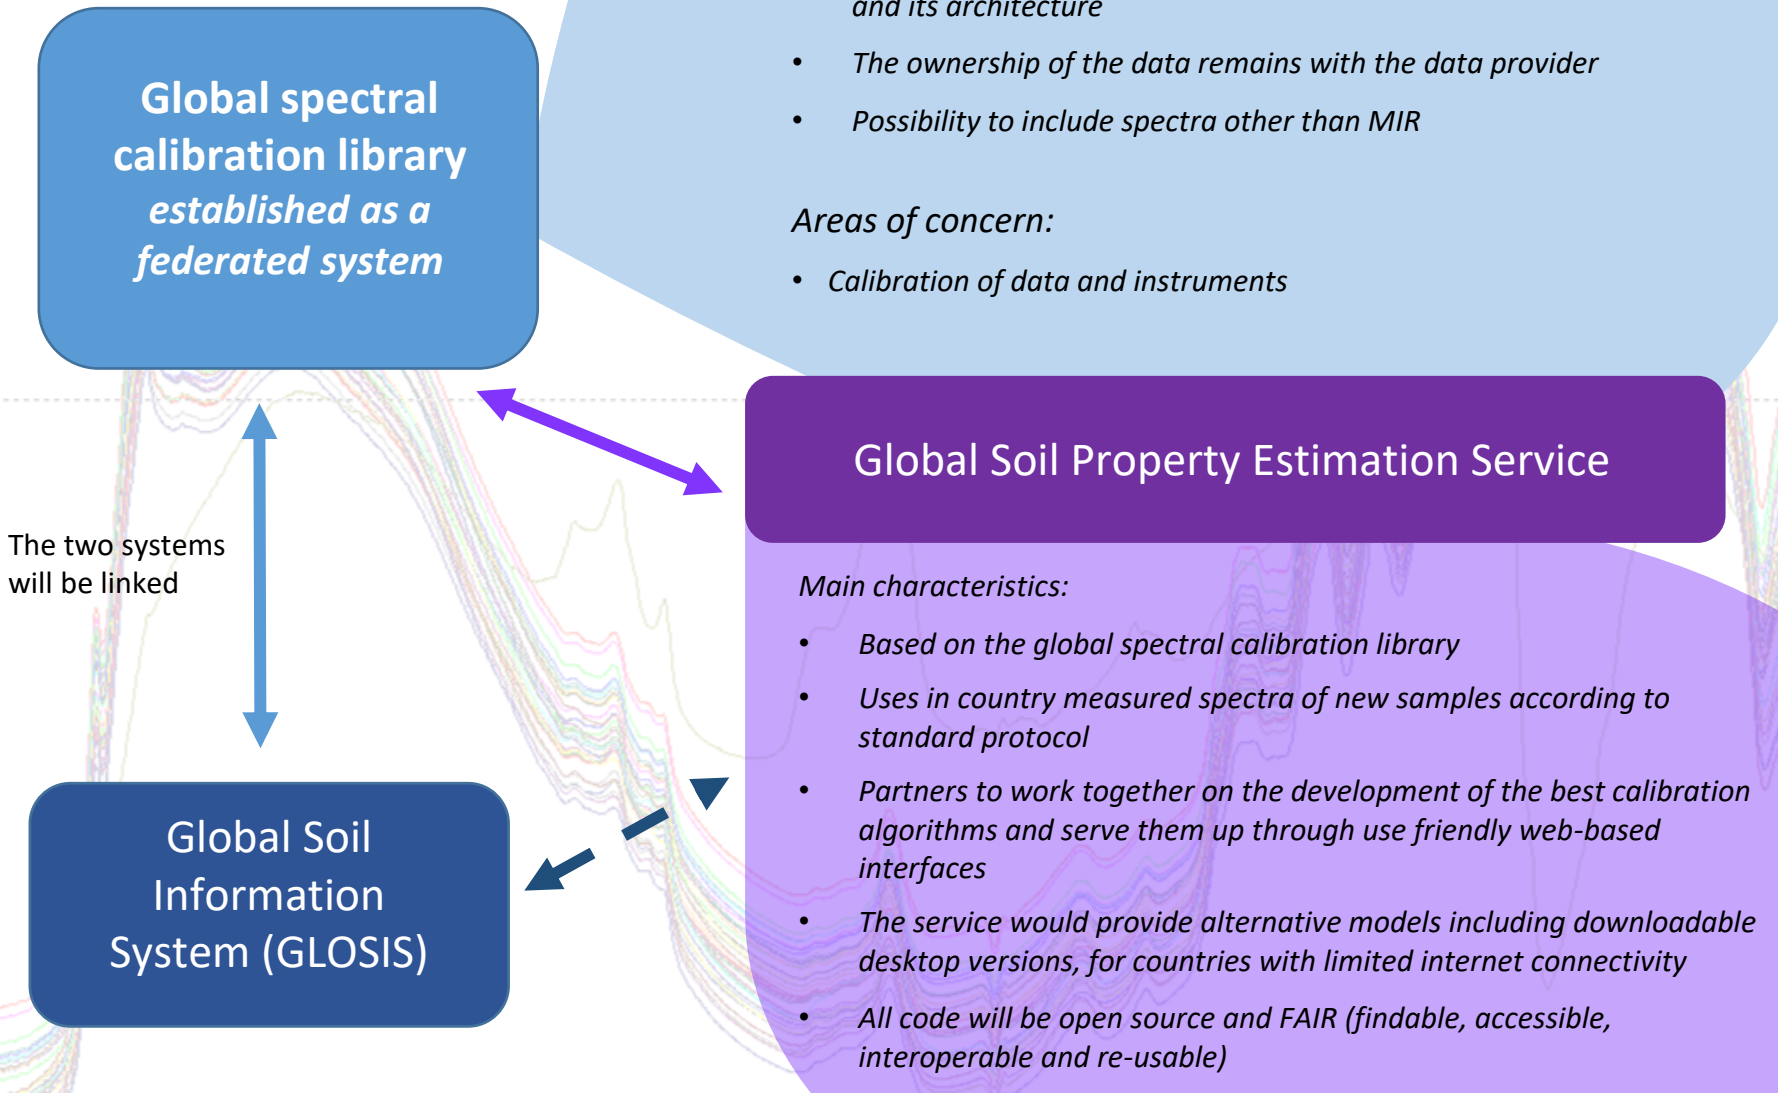 Global spectral
calibration library
established as a
federated system
and its architecture
• The ownership of the data remains with the data provider
• Possibility to include spectra other than MIR
Areas of concern:
• Calibration of data and instruments
The two systems
will be linked
Global Soil
Information
System (GLOSIS)
Global Soil Property Estimation Service
Main characteristics:
• Based on the global spectral calibration library
• Uses in country measured spectra of new samples according to
standard protocol
• Partners to work together on the development of the best calibration
algorithms and serve them up through use friendly web-based
interfaces
• The service would provide alternative models including downloadable
desktop versions, for countries with limited internet connectivity
• All code will be open source and FAIR (findable, accessible,
interoperable and re-usable)